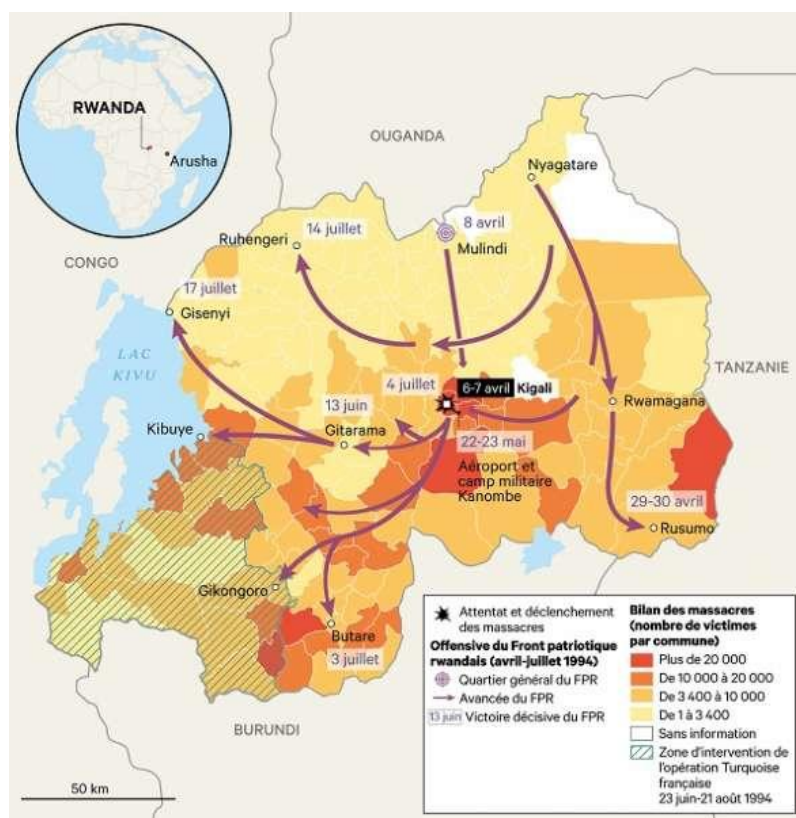 RWANDA
Arusha
OUGANDA
Nyagatare
8 avril
Mulindi
14 juillet
Ruhengeri
CONGO
17 juillet
Gisenyi
LAC
KIVU
TANZANIE
4 juillet
6-7 avril Kigali
Rwamagana
13 juin
Gitarama
Kibuye
22-23 mai
Aéroport et
camp militaire
Kanombe
29-30 avril
Rusumo
Gikongoro
Butare
3 juillet
BURUNDI
50 km
Attentat et déclenchement
des massacres
Offensive du Front patriotique
rwandais (avril-juillet 1994)
Quartier général du FPR
Avancée du FPR
13 juin Victoire décisive du FPR
Bilan des massacres
(nombre de victimes
par commune)
Plus de 20 000
De 10 000 à 20 000
De 3 400 à 10 000
De 1 à 3 400
Sans information
Zone d'intervention de
l'opération Turquoise
française
23 juin-21 août 1994